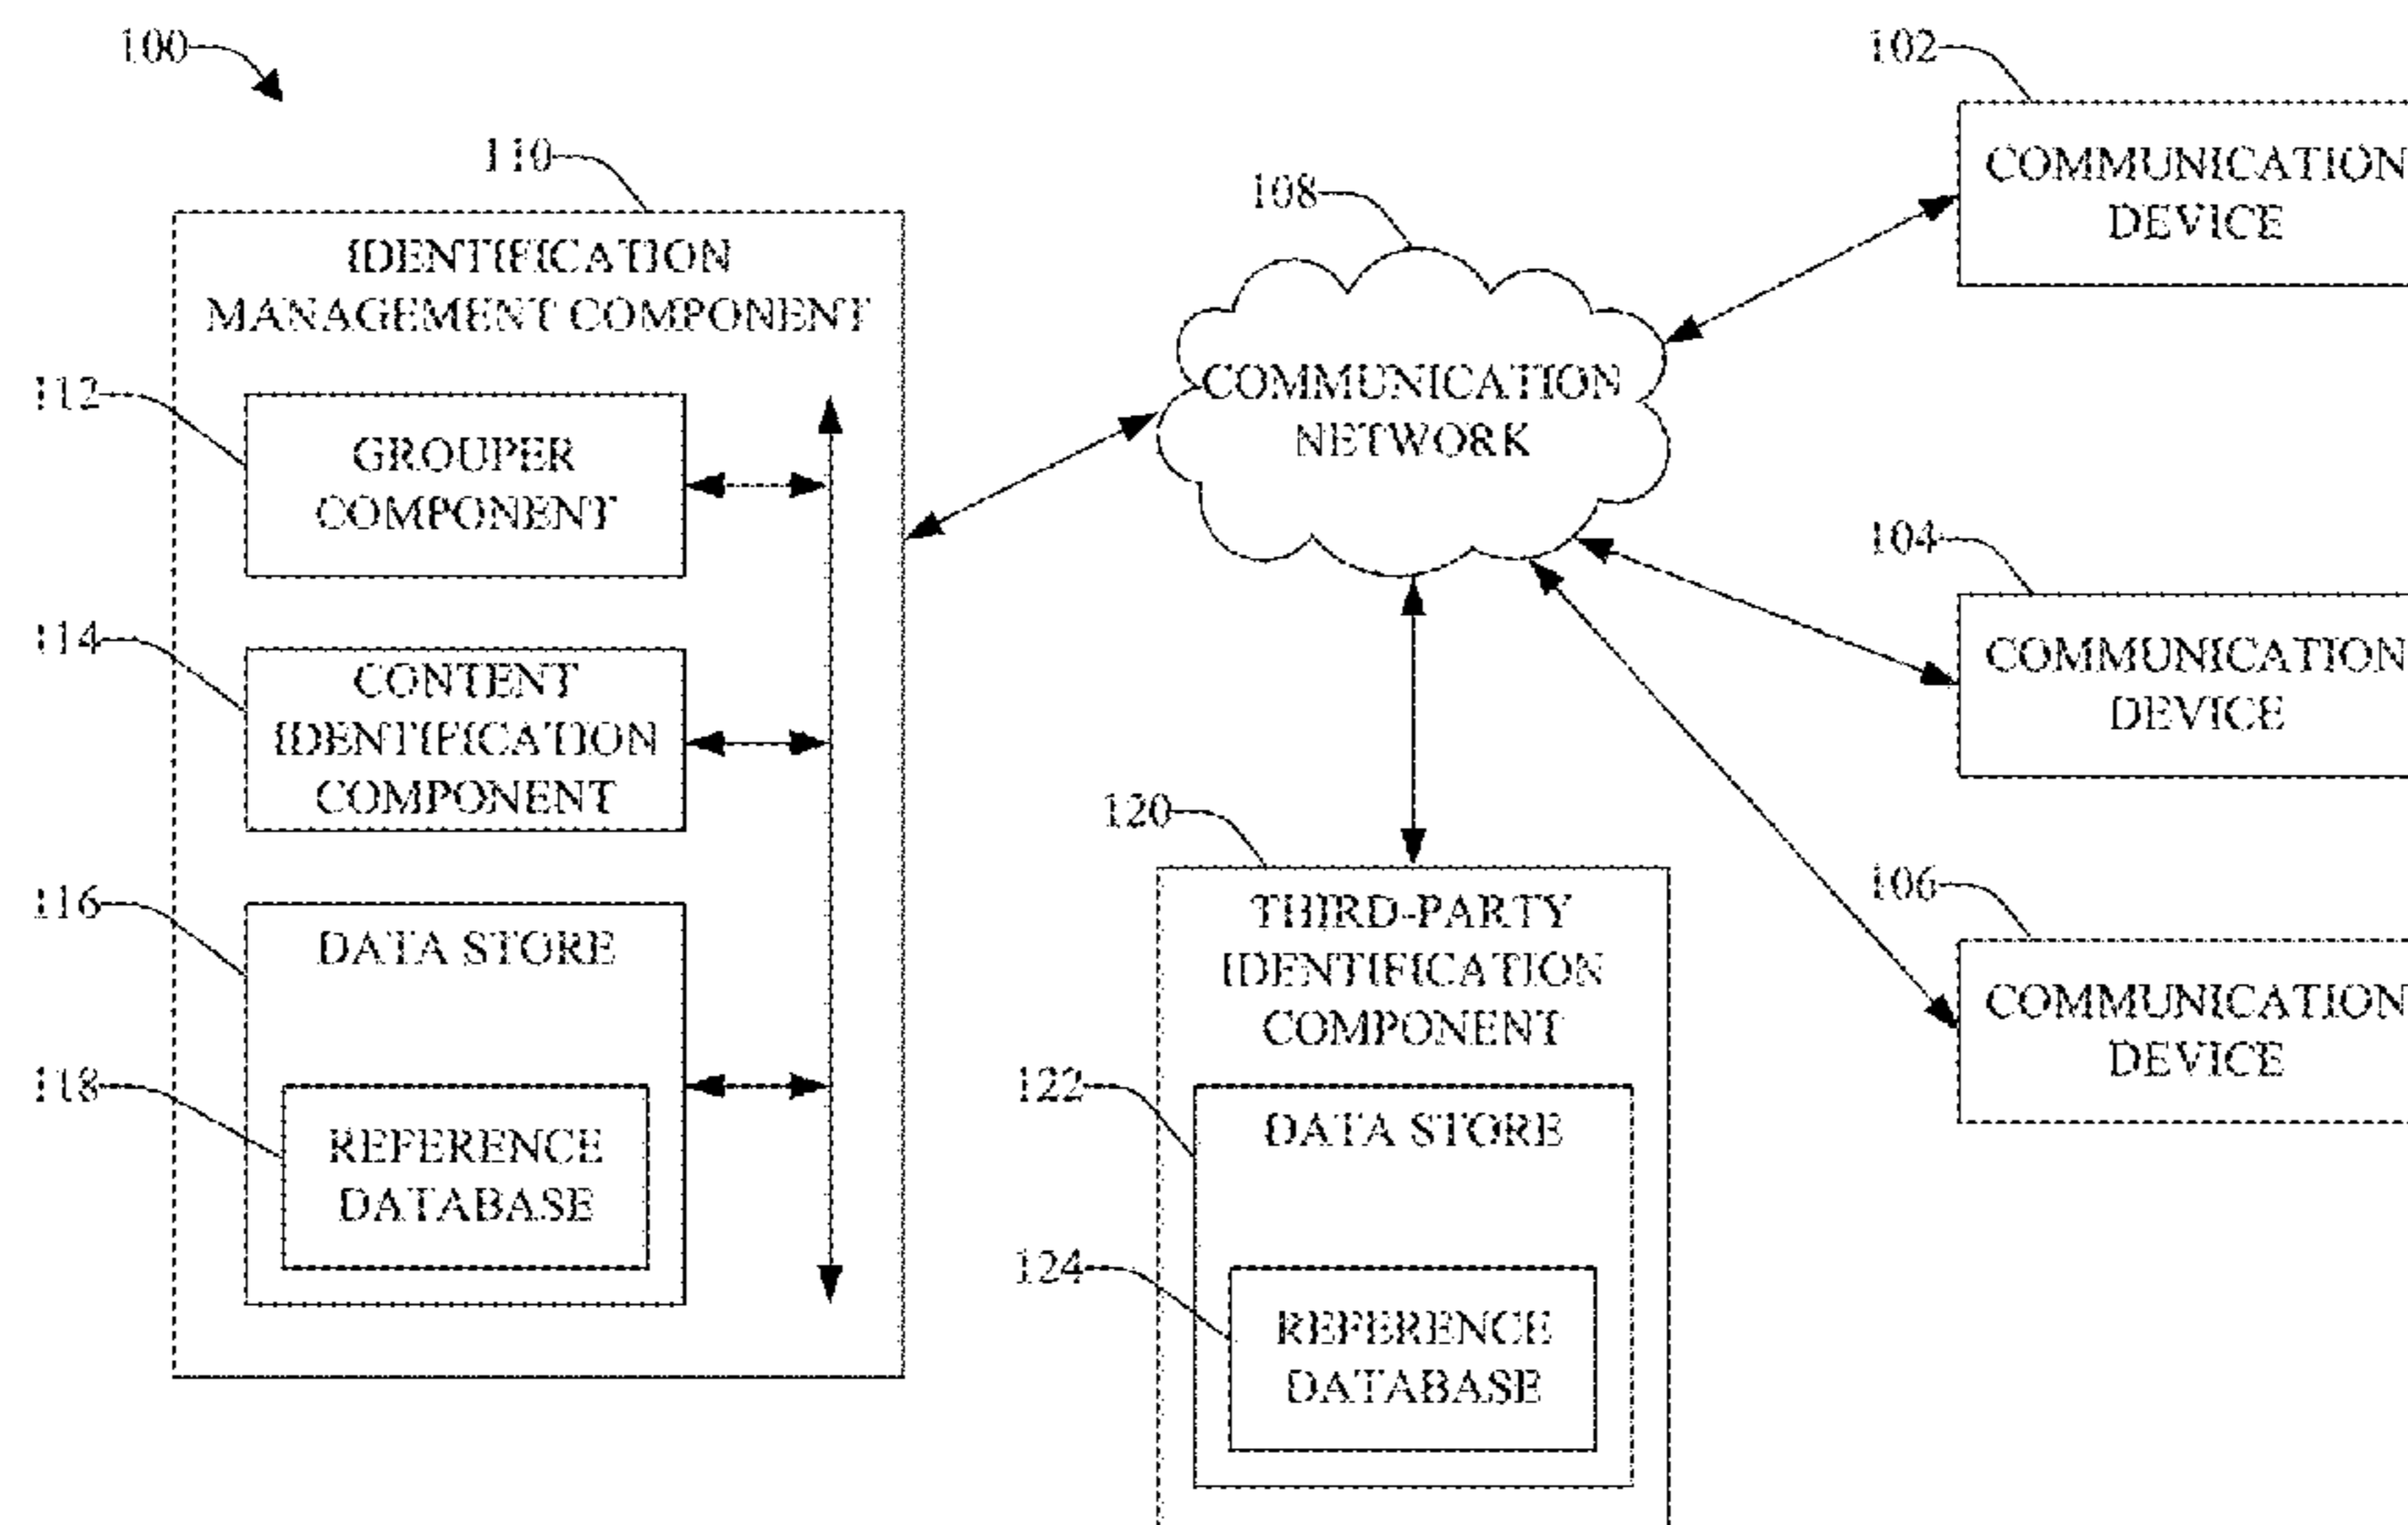 100
102
110
108
COMMUNICATION
DEVICE
IDENTIFICATION
MANAGEMENT COMPONENT
COMMUNICATION
NETWORK
112
GROUPER
COMPONENT
104
COMMUNICATION
DEVICE
114
CONTENT
IDENTIFICATION
COMPONENT
120
106
116
DATA STORE
THIRD-PARTY
IDENTIFICATION
COMPONENT
COMMUNICATION
DEVICE
118
REFERENCE
DATABASE
122
DATA STORE
124
REFERENCE
DATABASE